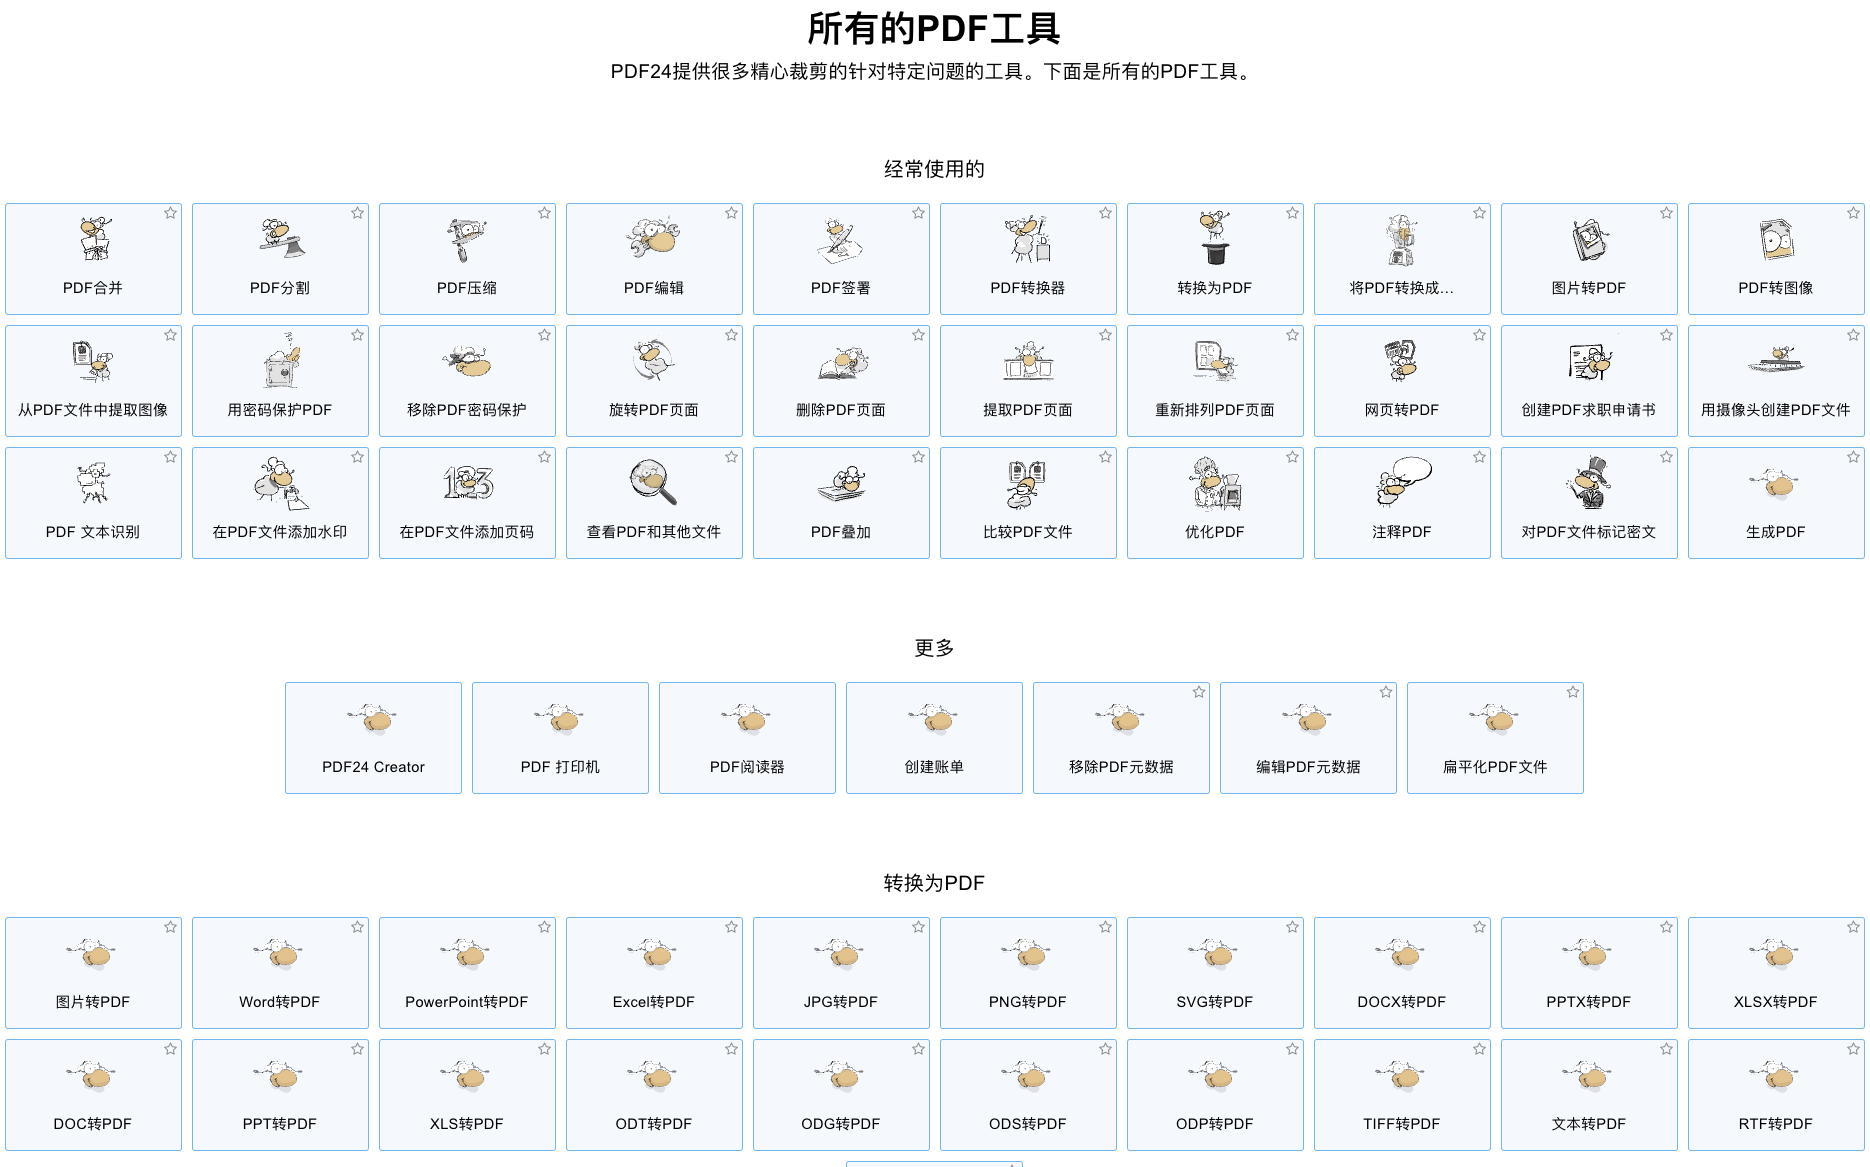 所有的PDF工具
PDF24提供很多精心裁剪的针对特定问题的工具。下面是所有的PDF工具。
经常使用的
PDF合并
PDF分割
PDF压缩
PDF编辑
PDF签署
PDF转换器
转换为PDF
将PDF转换成...
图片转PDF
PDF转图像
从PDF文件中提取图像
用密码保护PDF
移除PDF密码保护
旋转PDF页面
删除PDF页面
提取PDF页面
重新排列PDF页面
网页转PDF
创建PDF求职申请书
用摄像头创建PDF文件
PDF 文本识别
在PDF文件添加水印
123
在PDF文件添加页码
查看PDF和其他文件
PDF叠加
比较PDF文件
优化PDF
注释PDF
对PDF文件标记密文
生成PDF
更多
PDF24 Creator
PDF 打印机
PDF阅读器
创建账单
移除PDF元数据
编辑PDF元数据
扁平化PDF文件
转换为PDF
图片转PDF
Word转PDF
PowerPoint转PDF
Excel转PDF
JPG转PDF
PNG转PDF
SVG转PDF
DOCX转PDF
PPTX转PDF
XLSX转PDF
DOC转PDF
PPT转PDF
XLS转PDF
ODT转PDF
ODG转PDF
ODS转PDF
ODP转PDF
TIFF转PDF
文本转PDF
RTF转PDF